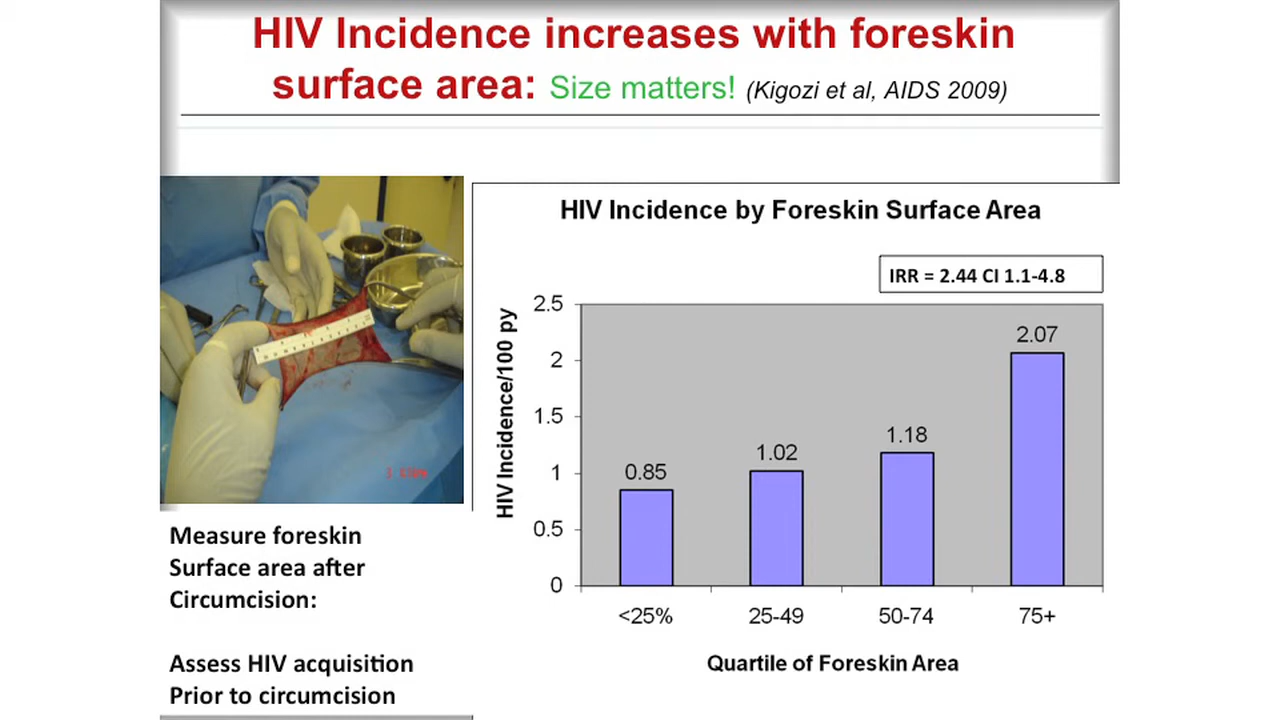 HIV Incidence increases with foreskin
surface area: Size matters! (Kigozi et al, AIDS 2009)
HIV Incidence by Foreskin Surface Area
IRR = 2.44 CI 1.1-4.8
HIV Incidence/100 py
2.5
2
1.5
1
0.5
0
0.85
1.02
1.18
2.07
<25%
25-49
50-74
75+
Quartile of Foreskin Area
Measure foreskin
Surface area after
Circumcision:
Assess HIV acquisition
Prior to circumcision